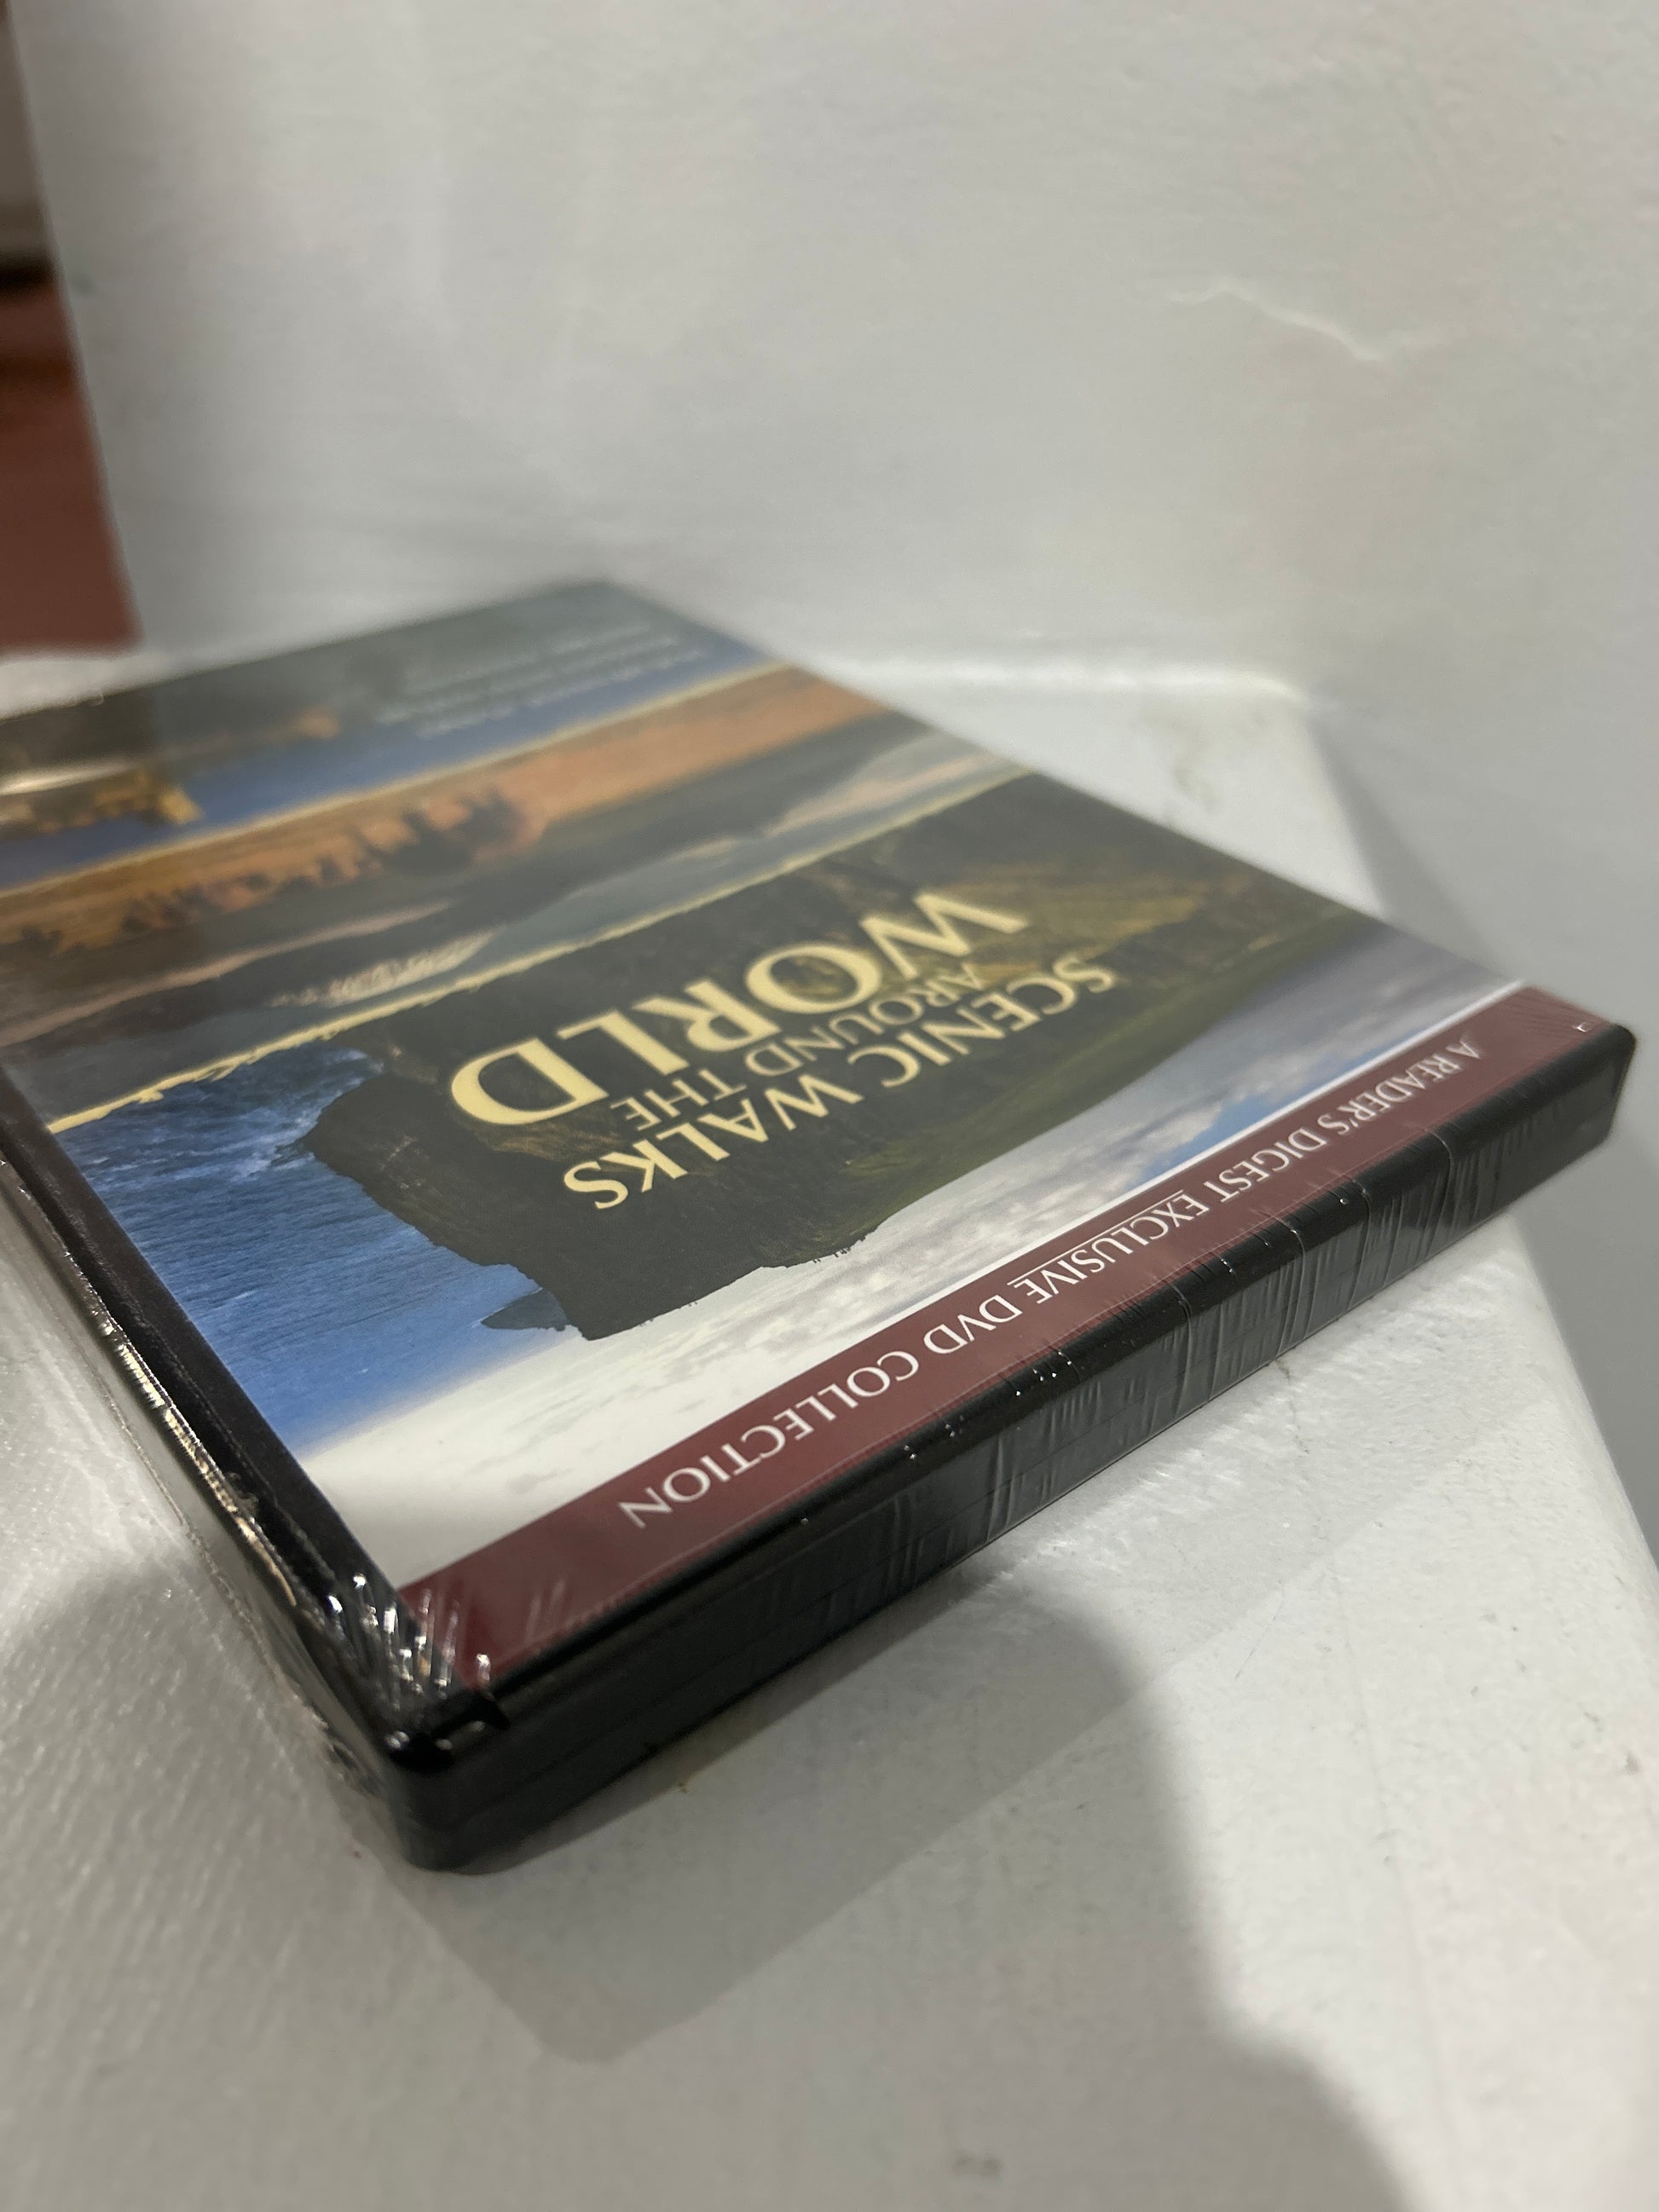 A READER'S DIGEST EXCLUSIVE DVD COLLECTION
SCENIC WALKS
AROUND THE
WORLD